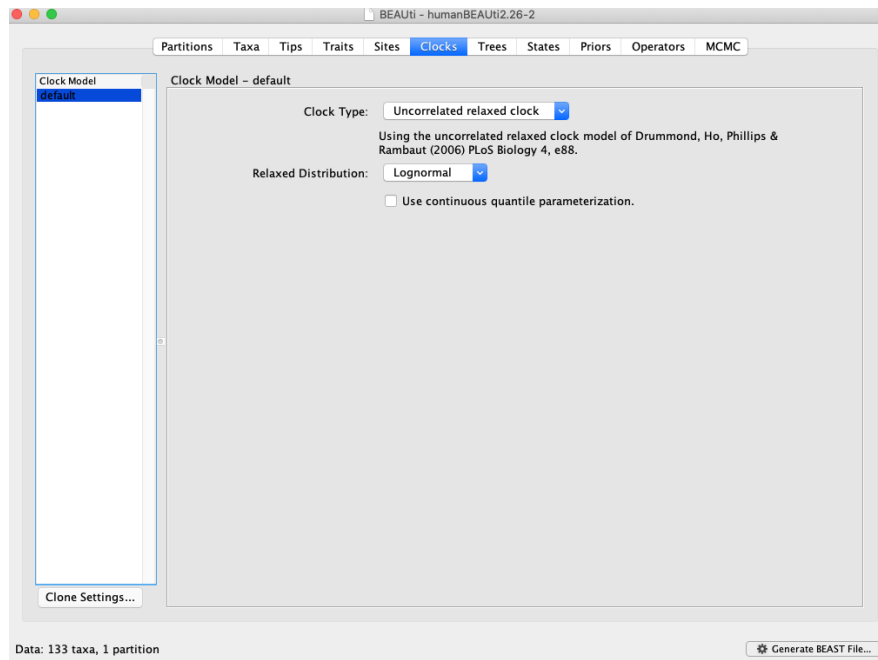 BEAUti - humanBEAUti2.26-2
Partitions Taxa Tips Traits Sites Clocks Trees States Priors Operators MCMC
Clock Model
default
Clock Model – default
Clock Type: Uncorrelated relaxed clock
Using the uncorrelated relaxed clock model of Drummond, Ho, Phillips &
Rambaut (2006) PLoS Biology 4, e88.
Relaxed Distribution: Lognormal
Use continuous quantile parameterization.
Clone Settings...
Data: 133 taxa, 1 partition
Generate BEAST File...